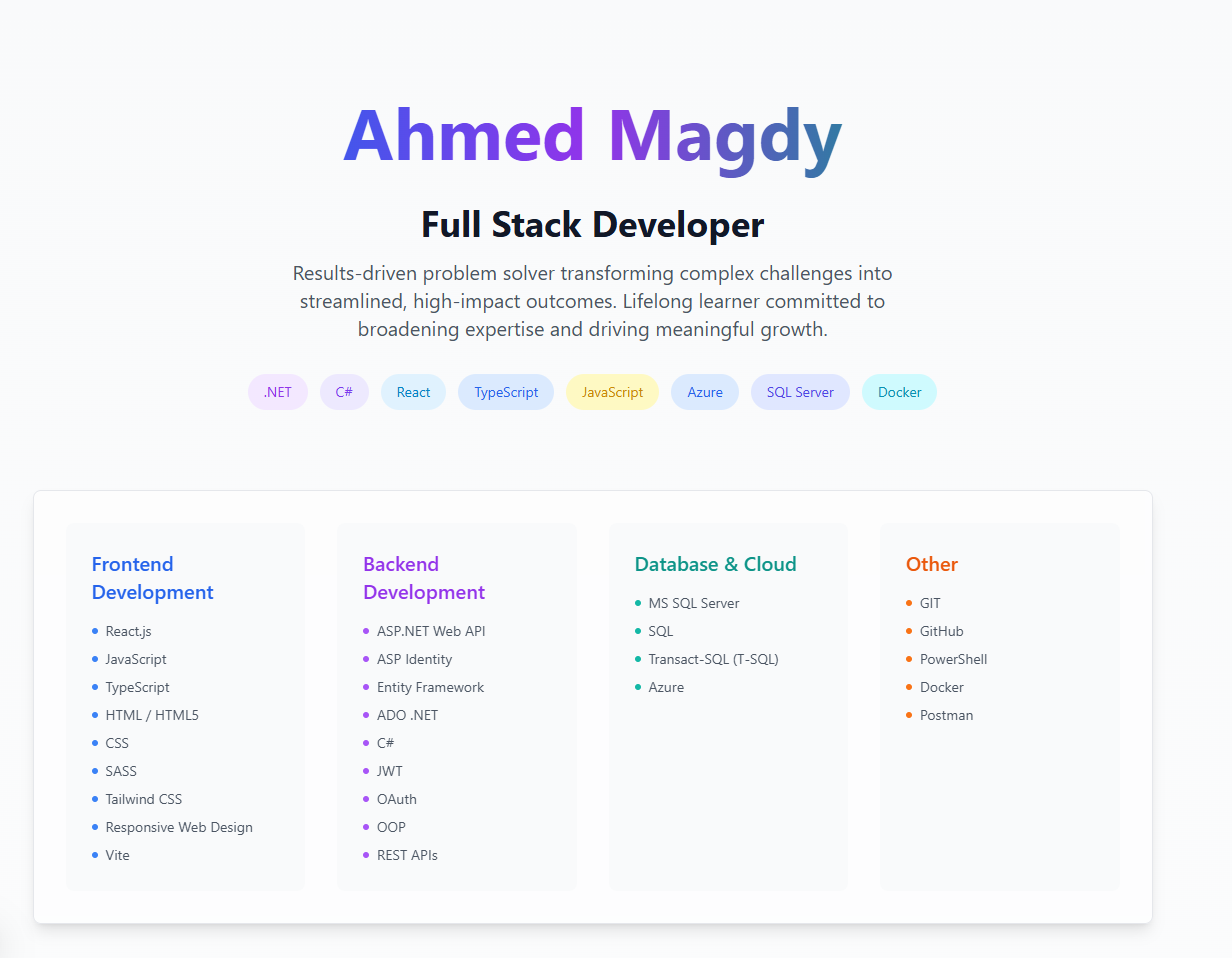 Ahmed Magdy
Full Stack Developer
Results-driven problem solver transforming complex challenges into
streamlined, high-impact outcomes. Lifelong learner committed to
broadening expertise and driving meaningful growth.
.NET C# React TypeScript JavaScript Azure SQL Server Docker
Frontend
Development
React.js
JavaScript
TypeScript
HTML / HTML5
CSS
SASS
Tailwind CSS
Responsive Web Design
Vite
Backend
Development
ASP.NET Web API
ASP Identity
Entity Framework
ADO .NET
C#
JWT
OAuth
OOP
REST APIs
Database & Cloud
MS SQL Server
SQL
Transact-SQL (T-SQL)
Azure
Other
GIT
GitHub
PowerShell
Docker
Postman